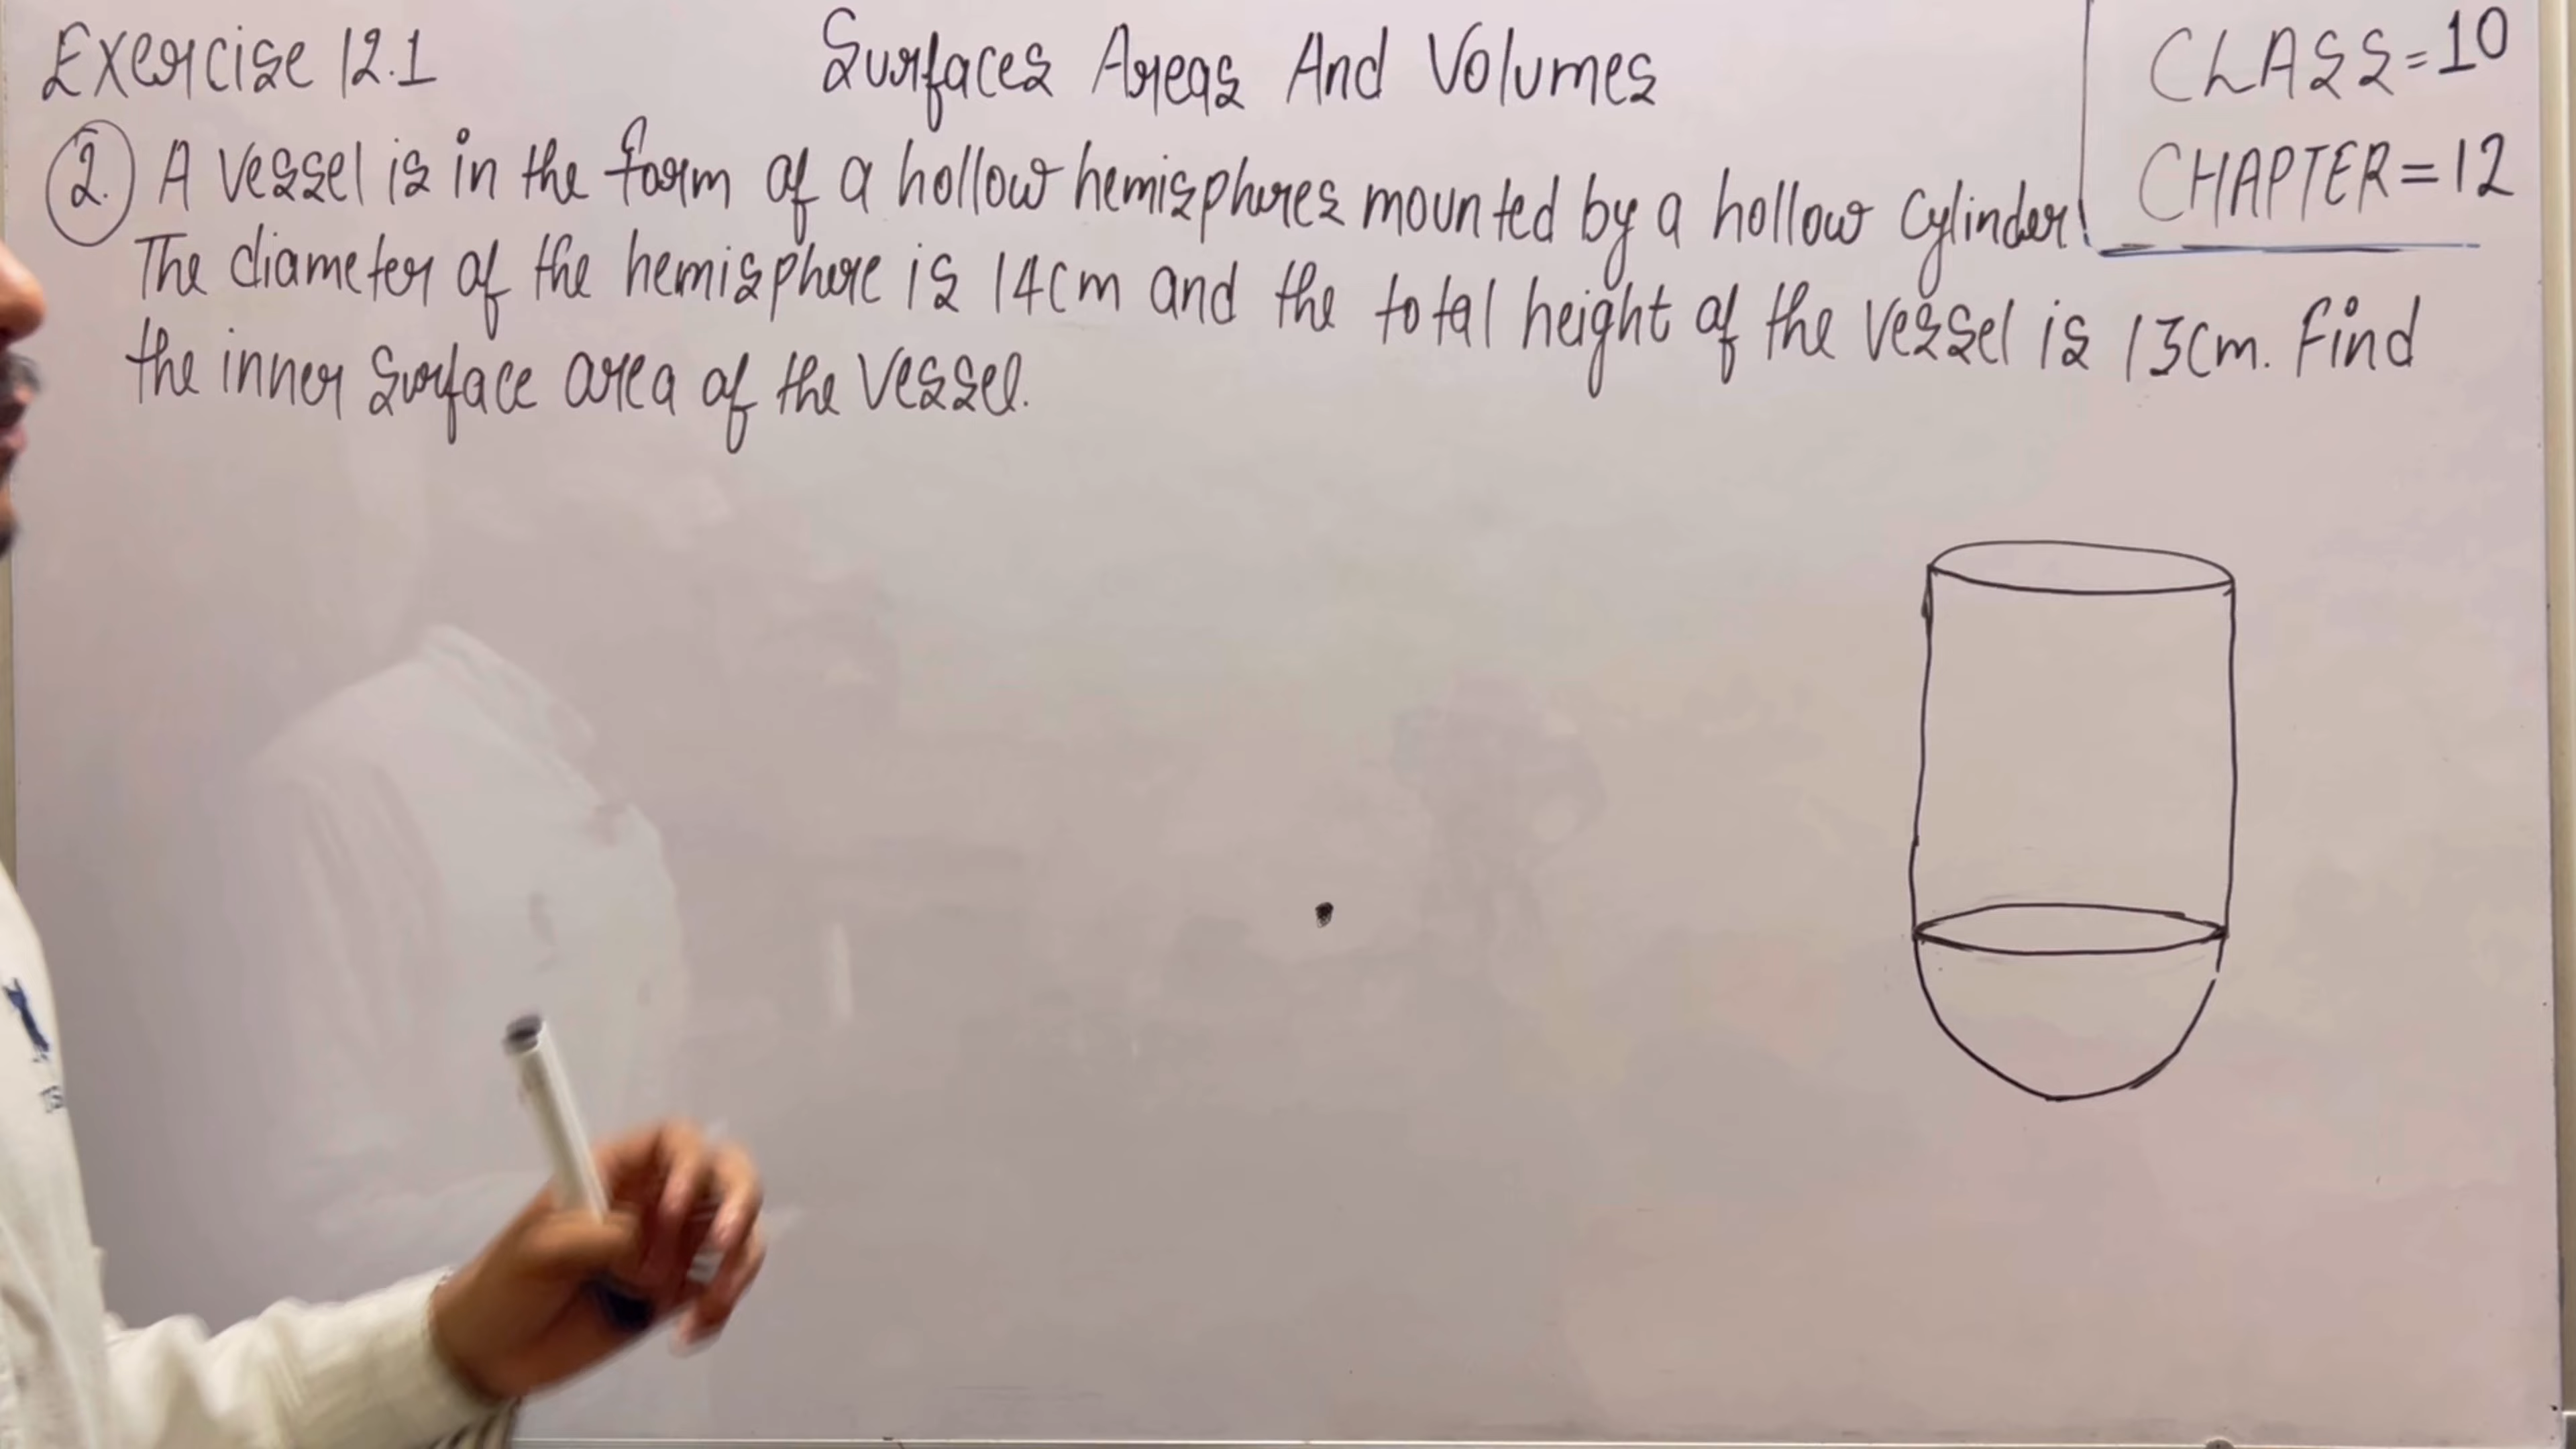 Exercise 12.1
Surfaces Areas And Volumes
CLASS=10
CHAPTER=12
2. A vessel is in the form of a hollow hemispheres mounted by a hollow cylinder
The diameter of the hemisphere is 14cm and the total height of the vessel is 13cm. Find
the inner surface area of the vessel.